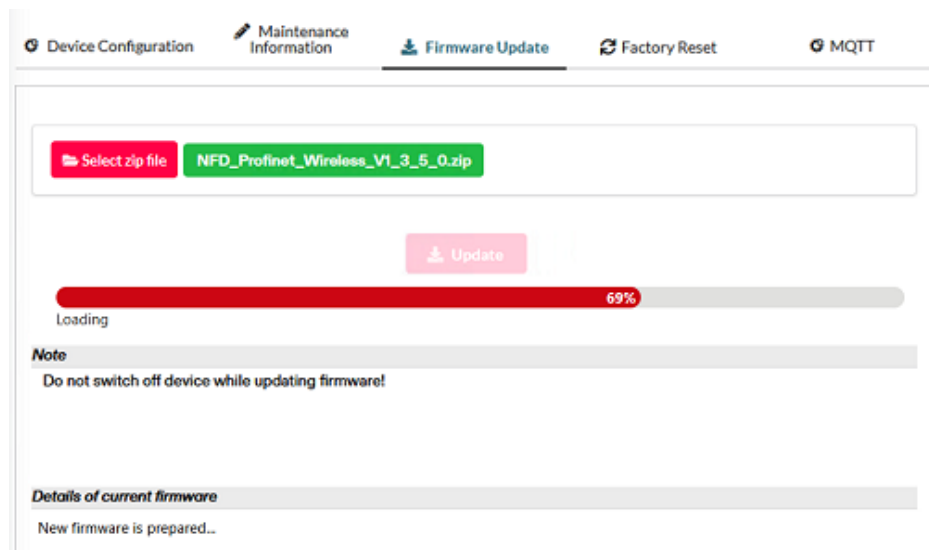 Device Configuration
Maintenance
Information
Firmware Update
Factory Reset
MQTT
Select zip file
NFD_Profinet_Wireless_V1_3_5_0.zip
Update
69%
Loading
Note
Do not switch off device while updating firmware!
Details of current firmware
New firmware is prepared...